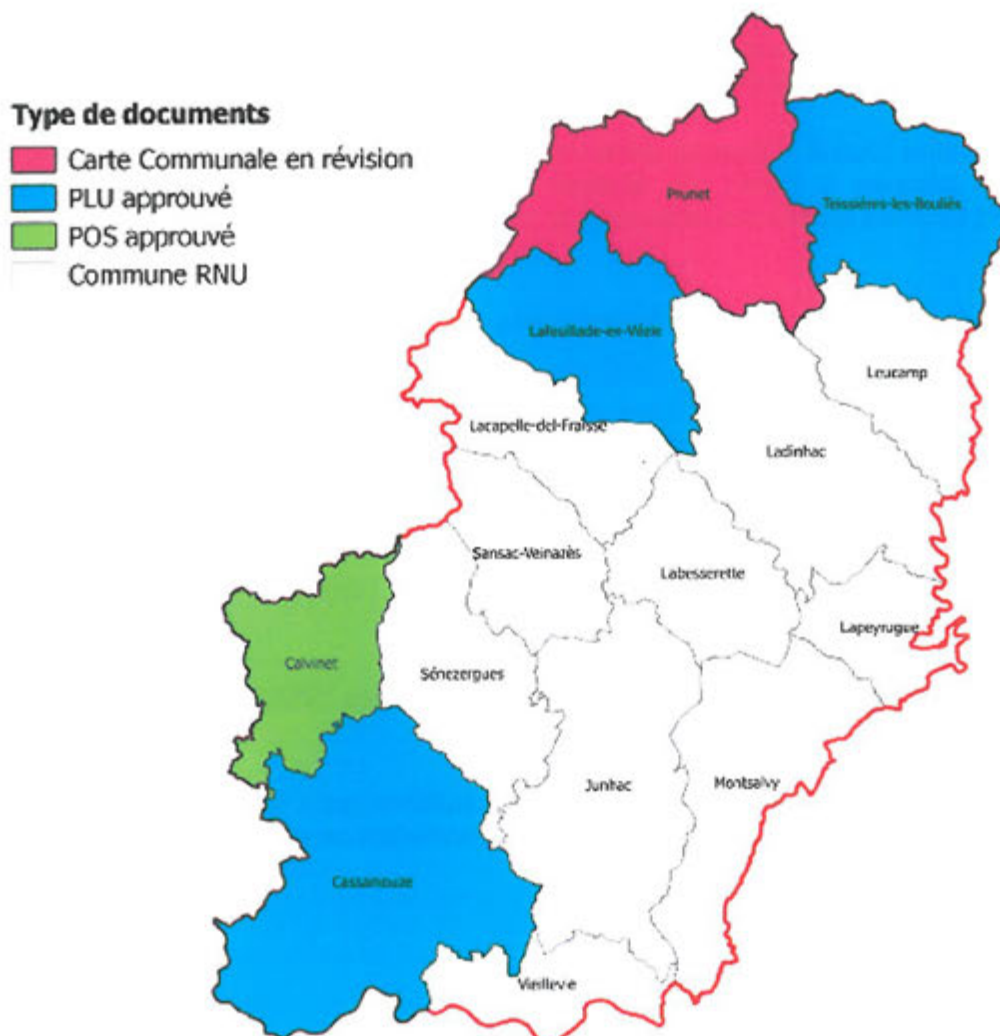 Type de documents
Carte Communale en révision
PLU approuvé
POS approuvé
Commune RNU
Prunet
Teissières-les-Bouliès
Lafeuillade-en-Vézie
Leucamp
Lacapelle-del-Fraisse
Ladinhac
Sansac-Veinazès
Labesserette
Lapeyrugue
Calvinet
Sénezergues
Junhac
Montsalvy
Cassaniouze
Vieillevie